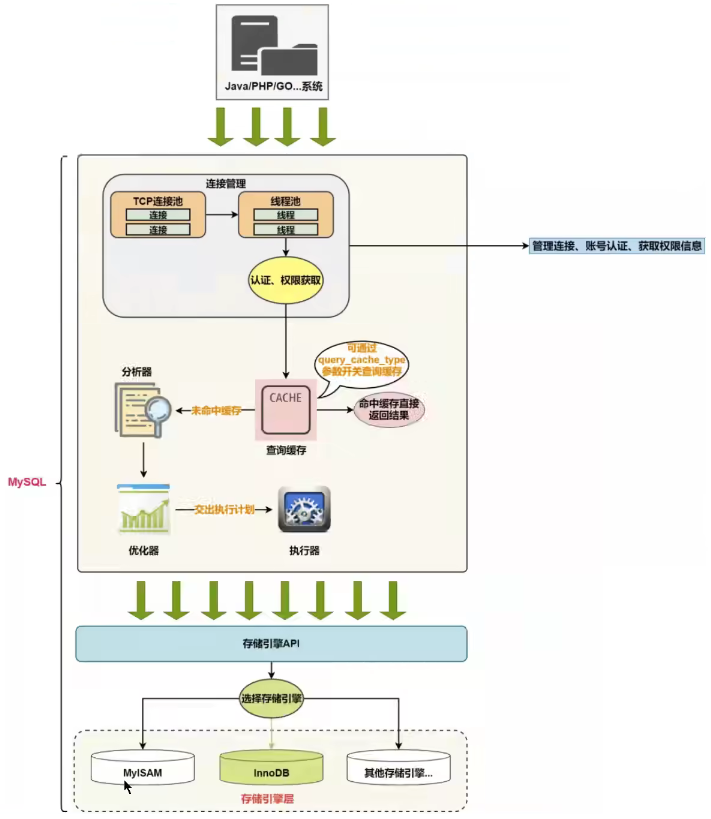 Java/PHP/GO...系统
连接管理
TCP连接池
连接
连接
线程池
线程
线程
认证、权限获取
管理连接、账号认证、获取权限信息
可通过
query_cache_type
参数开关查询缓存
分析器
未命中缓存
CACHE
命中缓存直接
返回结果
查询缓存
MySQL
交出执行计划
优化器
执行器
存储引擎API
选择存储引擎
MyISAM
InnoDB
其他存储引擎...
存储引擎层